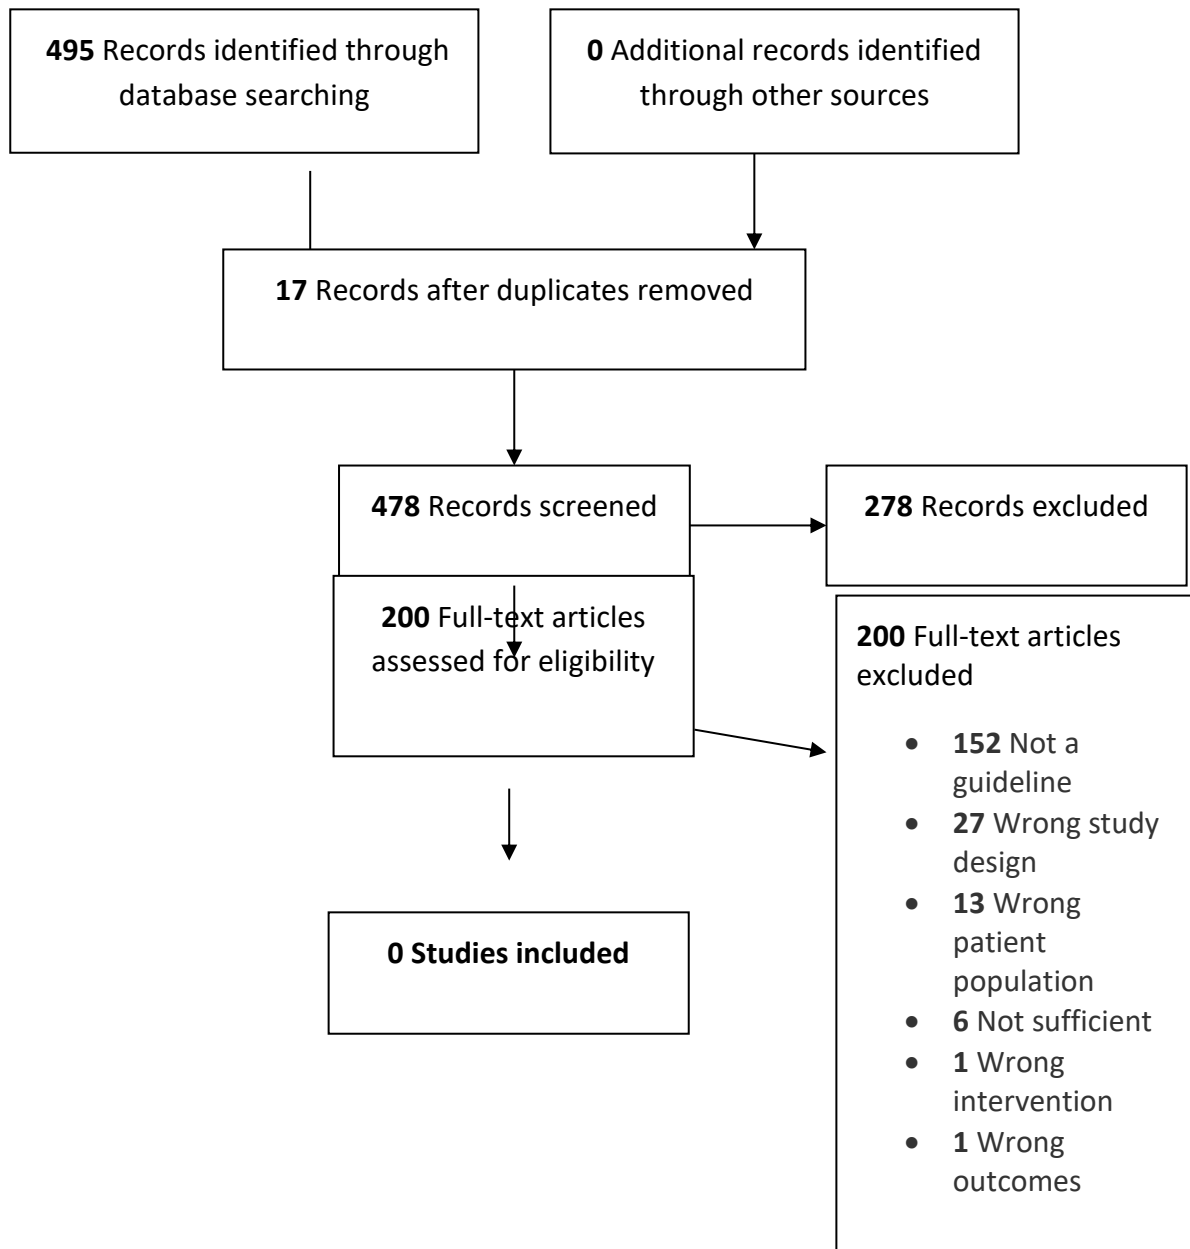 495 Records identified through
database searching
0 Additional records identified
through other sources
17 Records after duplicates removed
478 Records screened
278 Records excluded
200 Full-text articles
assessed for eligibility
200 Full-text articles
excluded
• 152 Not a
guideline
• 27 Wrong study
design
• 13 Wrong
patient
population
• 6 Not sufficient
• 1 Wrong
intervention
• 1 Wrong
outcomes
0 Studies included